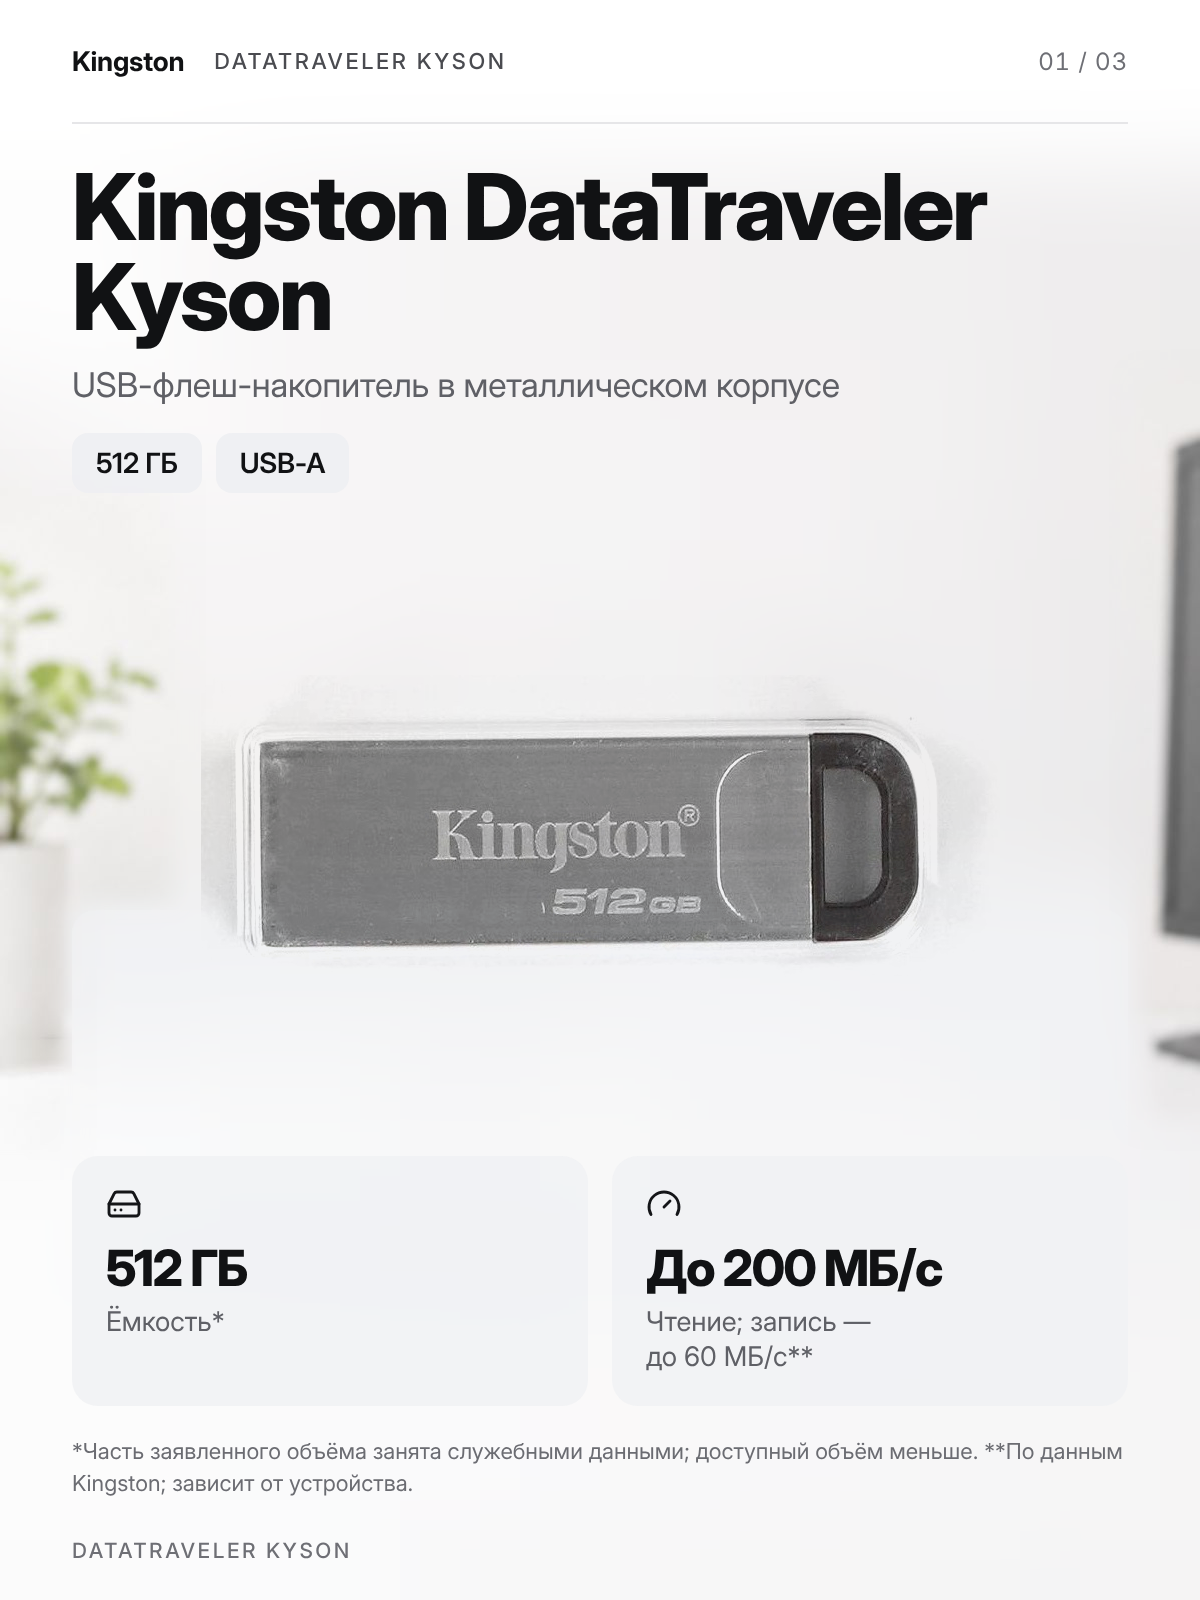 Kingston DATATRAVELER KYSON 01 / 03
Kingston DataTraveler
Kyson
USB-флеш-накопитель в металлическом корпусе
512 ГБ USB-A
Kingston®
512GB
512 ГБ
Ёмкость*
До 200 МБ/с
Чтение; запись —
до 60 МБ/с**
*Часть заявленного объёма занята служебными данными; доступный объём меньше. **По данным
Kingston; зависит от устройства.
DATATRAVELER KYSON